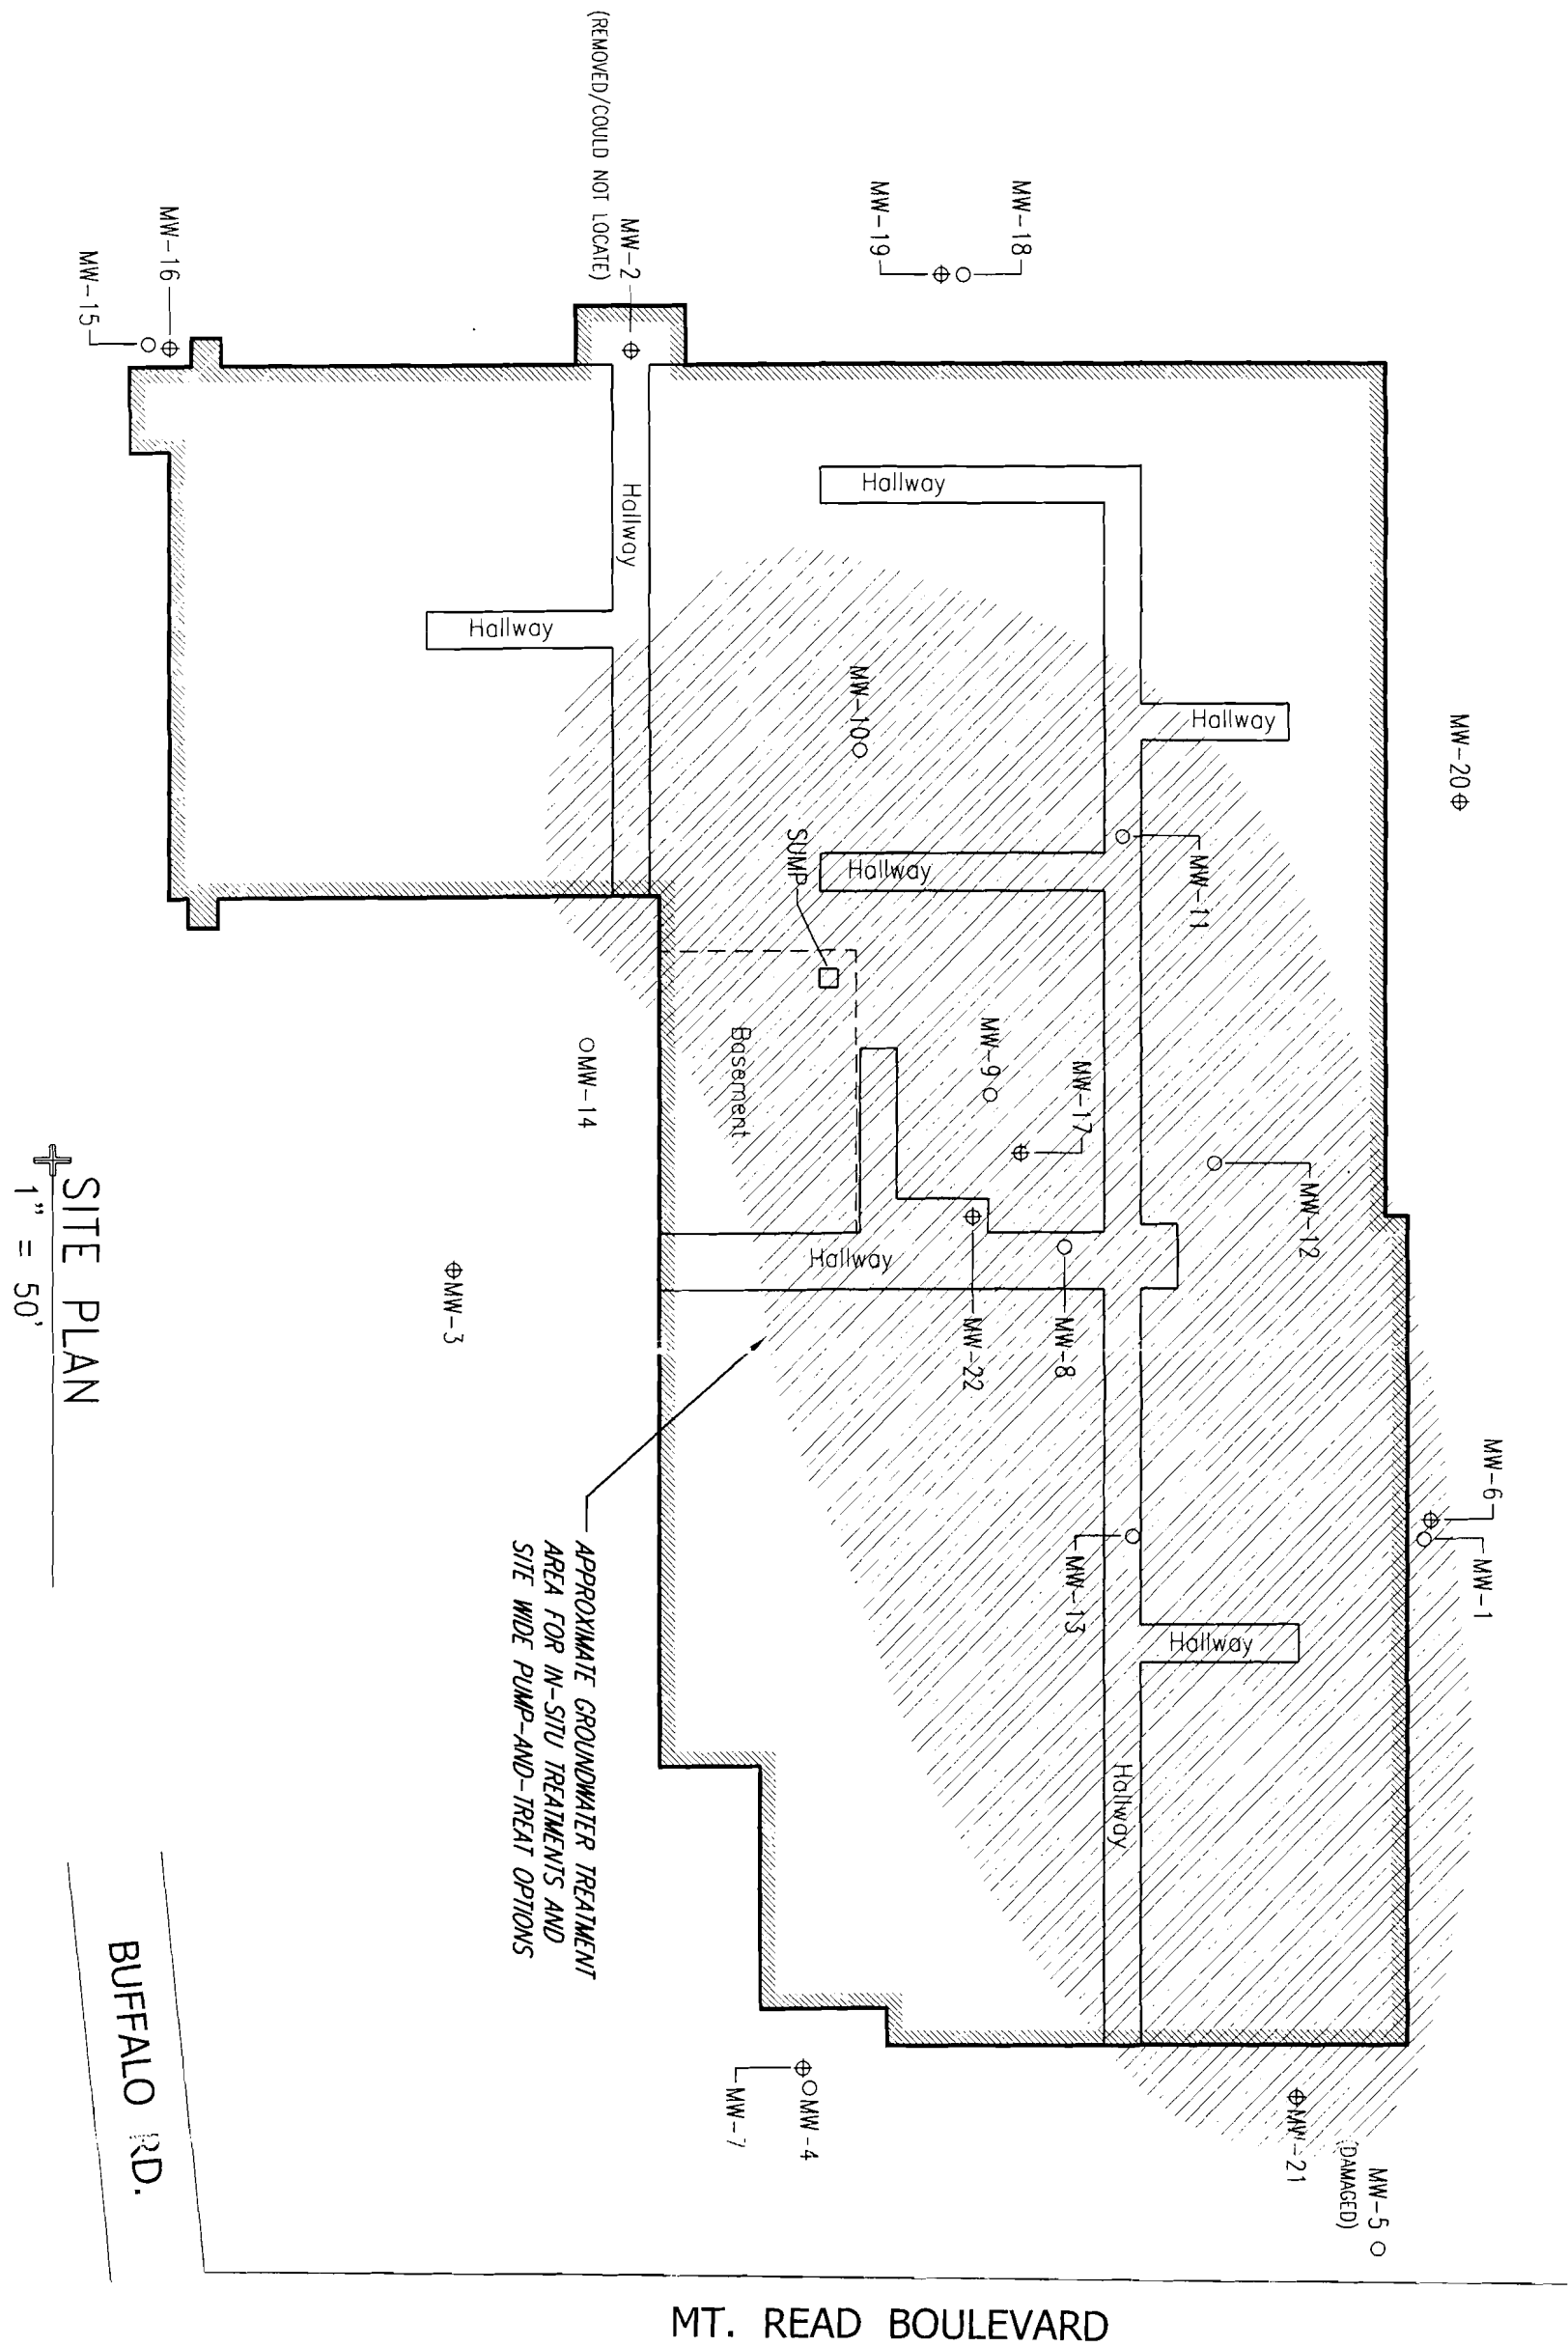 MW-18
MW-19
MW-2
(REMOVED/COULD NOT LOCATE)
MW-16
MW-15
Hallway
Hallway
Hallway
Hallway
MW-20
MW-10
MW-11
SUMP
Hallway
MW-9
MW-17
Basement
MW-12
MW-14
Hallway
MW-8
MW-22
MW-3
MW-6
MW-1
MW-13
Hallway
Hallway
APPROXIMATE GROUNDWATER TREATMENT
AREA FOR IN-SITU TREATMENTS AND
SITE WIDE PUMP-AND-TREAT OPTIONS
MW-4
MW-7
MW-21
MW-5
(DAMAGED)
SITE PLAN
1" = 50'
BUFFALO RD.
MT. READ BOULEVARD